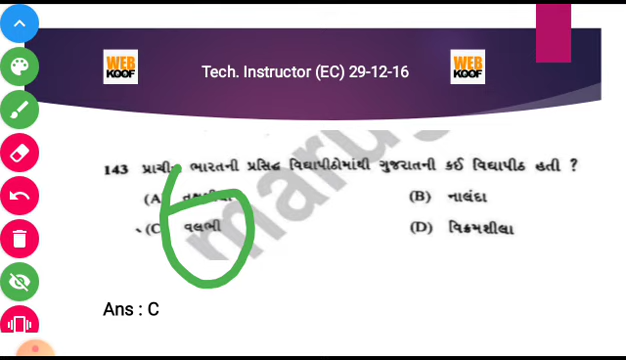 WEB
KOOF
Tech. Instructor (EC) 29-12-16
WEB
KOOF
143 પ્રાચીન ભારતની પ્રસિદ્ધ વિદ્યાપીઠોમાંથી ગુજરાતની કઈ વિદ્યાપીઠ હતી ?
(A) (B) નાલંદા
(C) વલભી (D) વિક્રમશીલા
Ans : C